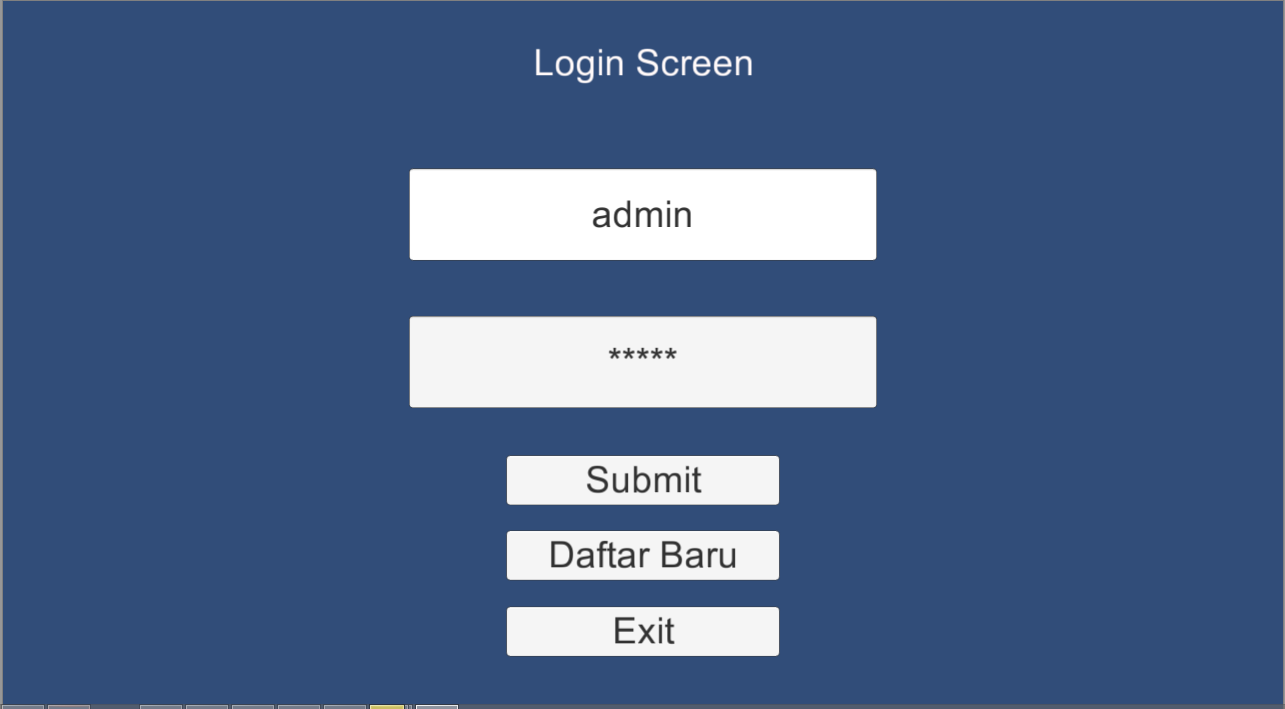 Login Screen
admin
*****
Submit
Daftar Baru
Exit